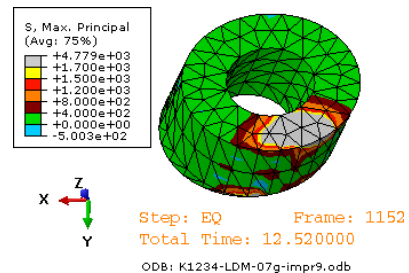 S, Max. Principal
(Avg: 75%)
+4.779e+03
+1.700e+03
+1.500e+03
+1.200e+03
+8.000e+02
+4.000e+02
+0.000e+00
-5.003e+02
Z
X
Y
Step: EQ Frame: 1152
Total Time: 12.520000
ODB: K1234-LDM-07g-impr9.odb